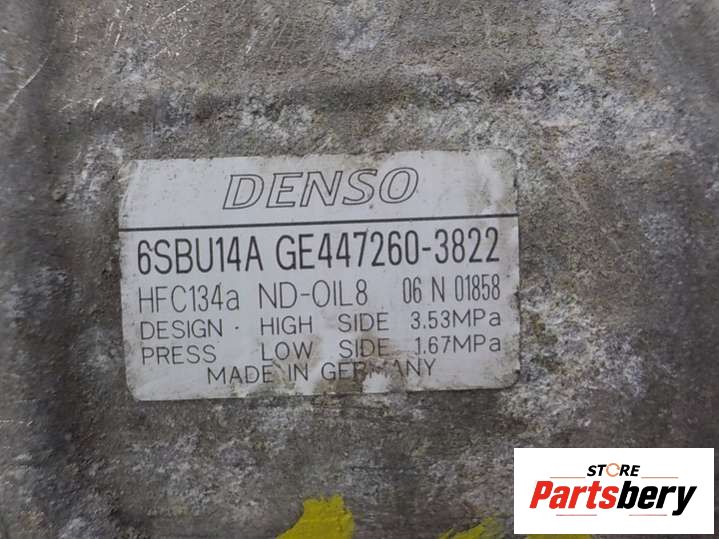 DENSO
6SBU14A GE447260-3822
HFC134a ND-OIL8 06 N 01858
DESIGN · HIGH SIDE 3.53MPa
PRESS LOW SIDE 1.67MPa
MADE IN GERMANY
STORE
Partsbery